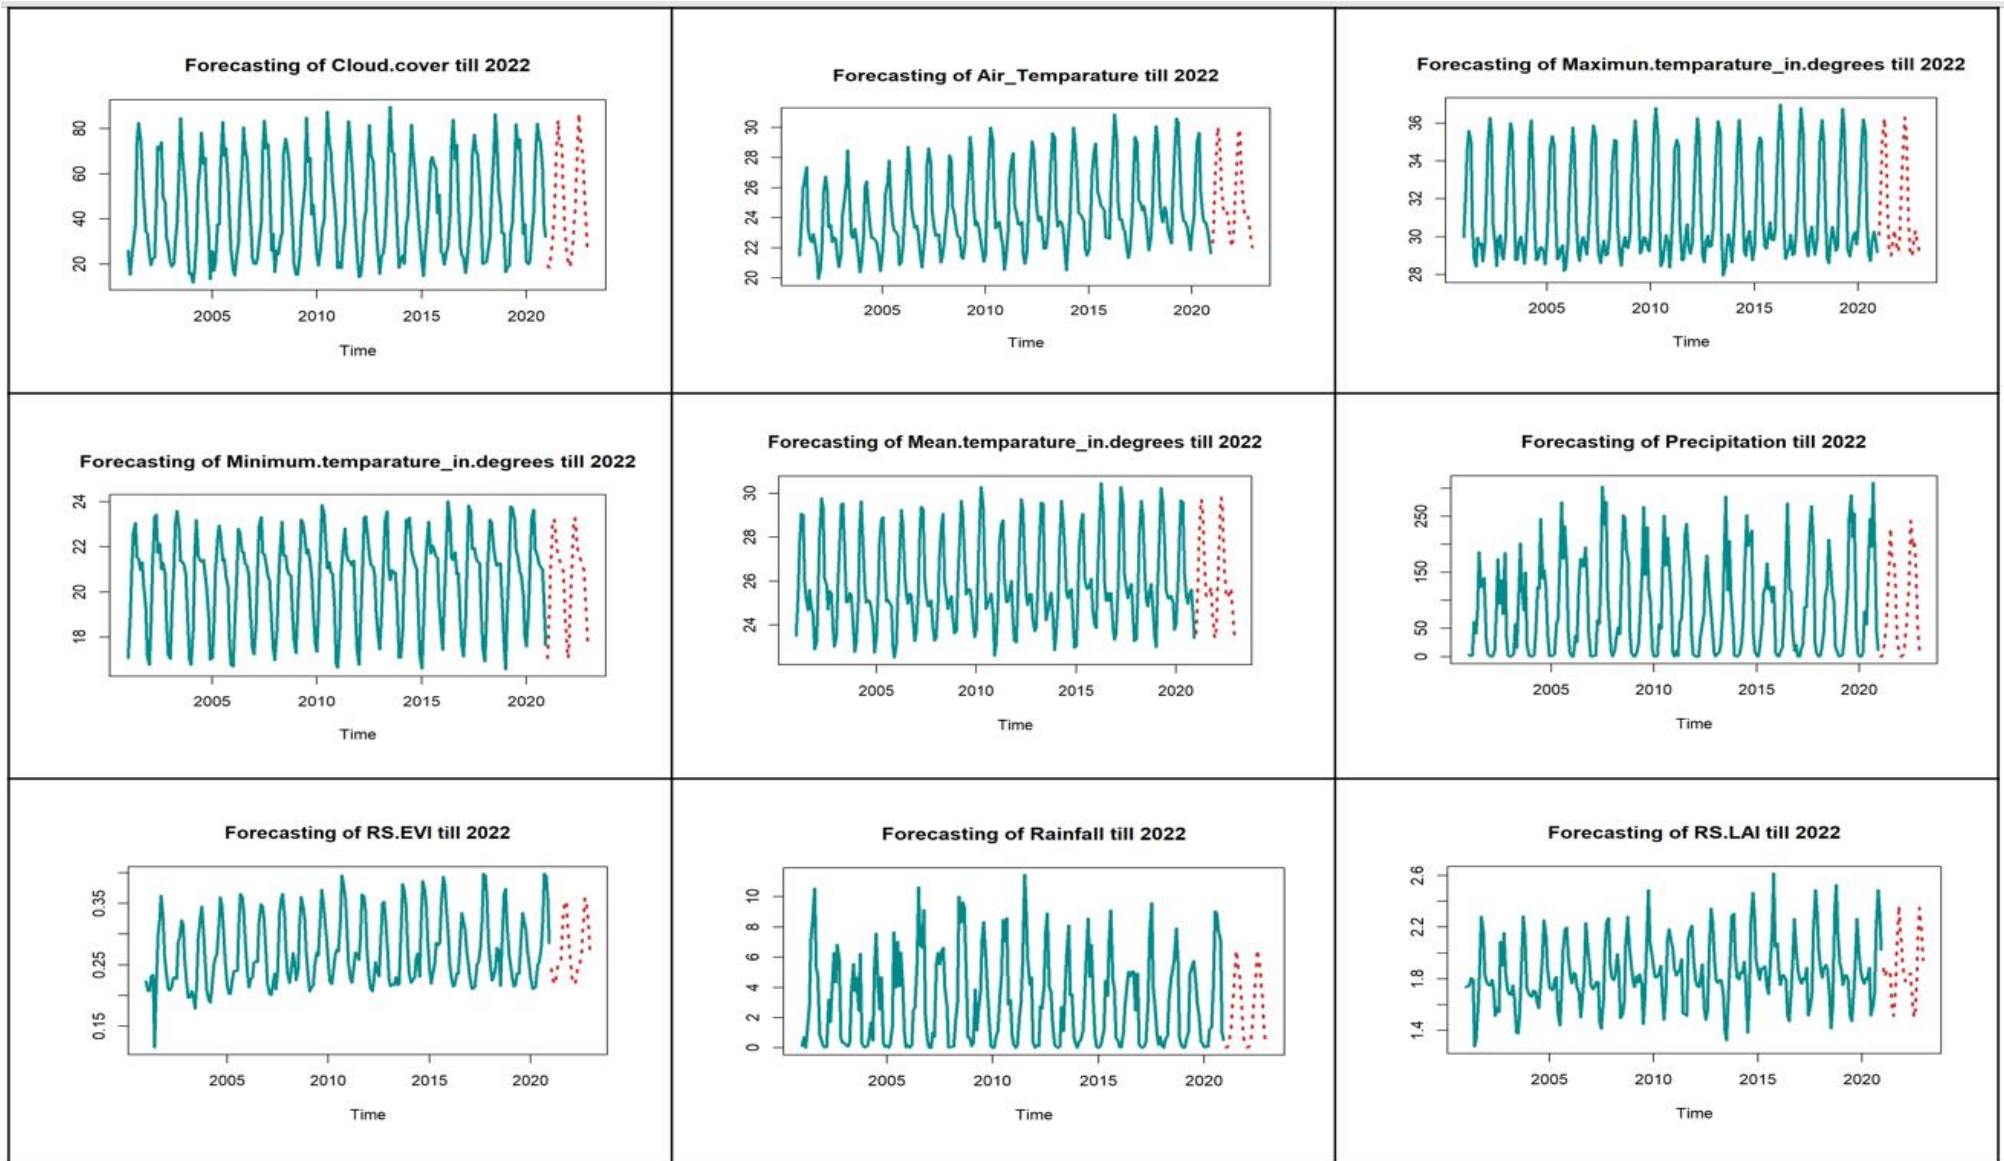 Forecasting of Cloud.cover till 2022
80
60
40
20
2005 2010 2015 2020
Time
Forecasting of Air_Temparature till 2022
30
28
26
24
22
20
2005 2010 2015 2020
Time
Forecasting of Maximun.temparature_in.degrees till 2022
36
34
32
30
28
2005 2010 2015 2020
Time
Forecasting of Minimum.temparature_in.degrees till 2022
24
22
20
18
2005 2010 2015 2020
Time
Forecasting of Mean.temparature_in.degrees till 2022
30
28
26
24
2005 2010 2015 2020
Time
Forecasting of Precipitation till 2022
250
150
50
0
2005 2010 2015 2020
Time
Forecasting of RS.EVI till 2022
0.35
0.25
0.15
2005 2010 2015 2020
Time
Forecasting of Rainfall till 2022
10
8
6
4
2
0
2005 2010 2015 2020
Time
Forecasting of RS.LAI till 2022
2.6
2.2
1.8
1.4
2005 2010 2015 2020
Time